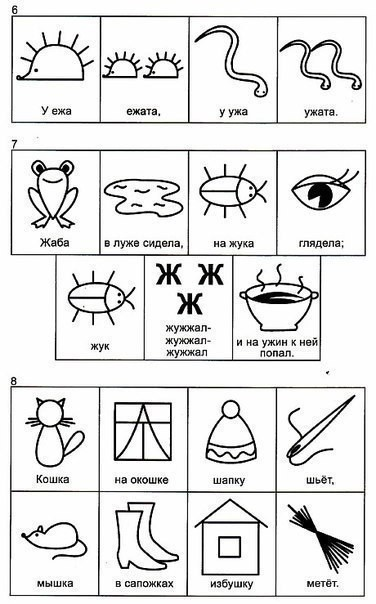 6
У ежа ежата, у ужа ужата.
7
Жаба в луже сидела, на жука глядела;
Ж Ж
Ж
жук жужжал- и на ужин к ней
жужжал- попал.
жужжал
8
Кошка на окошке шапку шьёт,
мышка в сапожках избушку метёт.